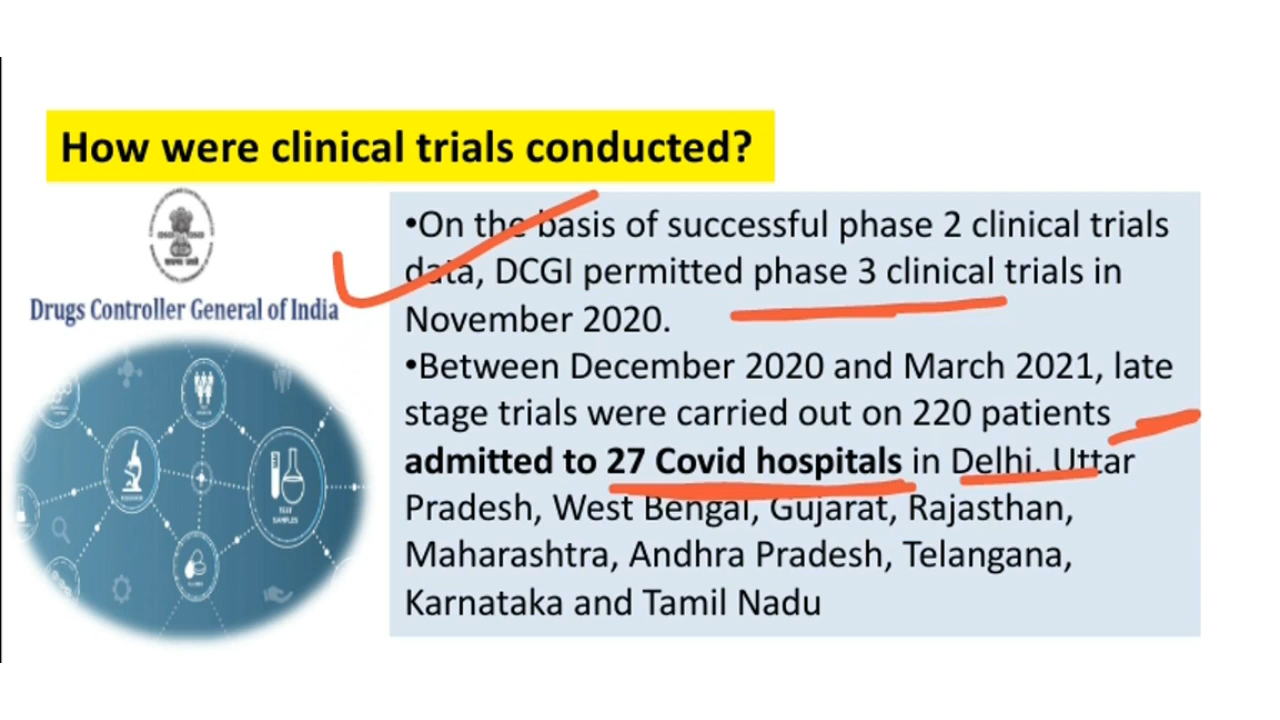 How were clinical trials conducted?
Drugs Controller General of India
•On the basis of successful phase 2 clinical trials
data, DCGI permitted phase 3 clinical trials in
November 2020.
•Between December 2020 and March 2021, late
stage trials were carried out on 220 patients
admitted to 27 Covid hospitals in Delhi, Uttar
Pradesh, West Bengal, Gujarat, Rajasthan,
Maharashtra, Andhra Pradesh, Telangana,
Karnataka and Tamil Nadu
TEST
SAMPLES